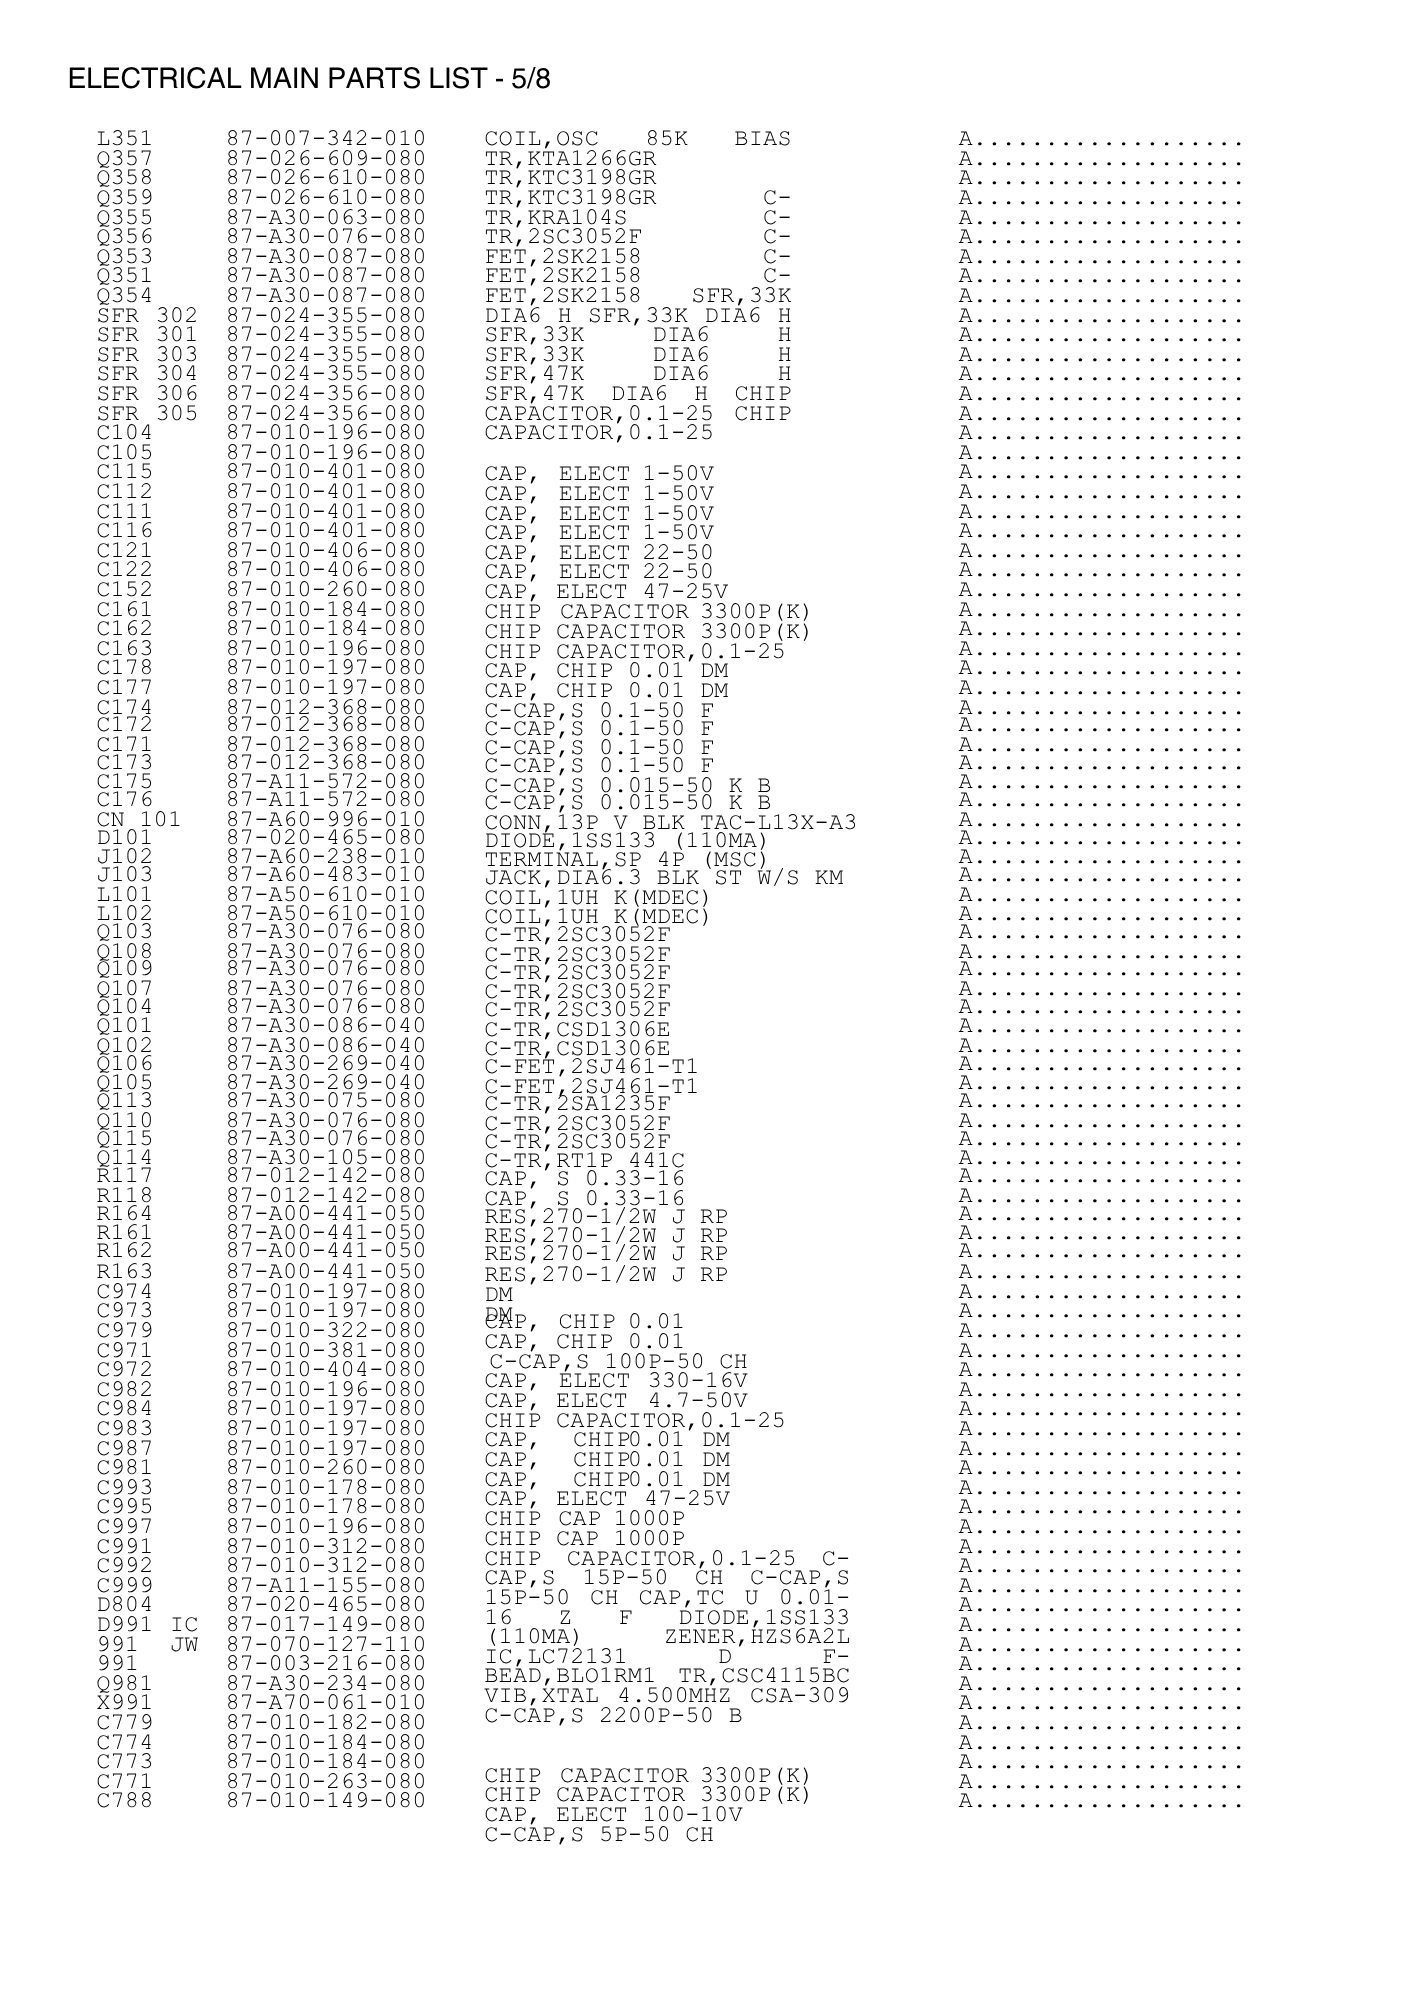 ELECTRICAL MAIN PARTS LIST - 5/8
L351 87-007-342-010 COIL,OSC 85K BIAS A...................
Q357 87-026-609-080 TR,KTA1266GR A...................
Q358 87-026-610-080 TR,KTC3198GR A...................
Q359 87-026-610-080 TR,KTC3198GR C- A...................
Q355 87-A30-063-080 TR,KRA104S C- A...................
Q356 87-A30-076-080 TR,2SC3052F C- A...................
Q353 87-A30-087-080 FET,2SK2158 C- A...................
Q351 87-A30-087-080 FET,2SK2158 C- A...................
Q354 87-A30-087-080 FET,2SK2158 SFR,33K A...................
SFR 302 87-024-355-080 DIA6 H SFR,33K DIA6 H A...................
SFR 301 87-024-355-080 SFR,33K DIA6 H A...................
SFR 303 87-024-355-080 SFR,33K DIA6 H A...................
SFR 304 87-024-355-080 SFR,47K DIA6 H A...................
SFR 306 87-024-356-080 SFR,47K DIA6 H CHIP A...................
SFR 305 87-024-356-080 CAPACITOR,0.1-25 CHIP A...................
C104 87-010-196-080 CAPACITOR,0.1-25 A...................
C105 87-010-196-080 A...................
C115 87-010-401-080 CAP, ELECT 1-50V A...................
C112 87-010-401-080 CAP, ELECT 1-50V A...................
C111 87-010-401-080 CAP, ELECT 1-50V A...................
C116 87-010-401-080 CAP, ELECT 1-50V A...................
C121 87-010-406-080 CAP, ELECT 22-50 A...................
C122 87-010-406-080 CAP, ELECT 22-50 A...................
C152 87-010-260-080 CAP, ELECT 47-25V A...................
C161 87-010-184-080 CHIP CAPACITOR 3300P(K) A...................
C162 87-010-184-080 CHIP CAPACITOR 3300P(K) A...................
C163 87-010-196-080 CHIP CAPACITOR,0.1-25 A...................
C178 87-010-197-080 CAP, CHIP 0.01 DM A...................
C177 87-010-197-080 CAP, CHIP 0.01 DM A...................
C174 87-012-368-080 C-CAP,S 0.1-50 F A...................
C172 87-012-368-080 C-CAP,S 0.1-50 F A...................
C171 87-012-368-080 C-CAP,S 0.1-50 F A...................
C173 87-012-368-080 C-CAP,S 0.1-50 F A...................
C175 87-A11-572-080 C-CAP,S 0.015-50 K B A...................
C176 87-A11-572-080 C-CAP,S 0.015-50 K B A...................
CN 101 87-A60-996-010 CONN,13P V BLK TAC-L13X-A3 A...................
D101 87-020-465-080 DIODE,1SS133 (110MA) A...................
J102 87-A60-238-010 TERMINAL,SP 4P (MSC) A...................
J103 87-A60-483-010 JACK,DIA6.3 BLK ST W/S KM A...................
L101 87-A50-610-010 COIL,1UH K(MDEC) A...................
L102 87-A50-610-010 COIL,1UH K(MDEC) A...................
Q103 87-A30-076-080 C-TR,2SC3052F A...................
Q108 87-A30-076-080 C-TR,2SC3052F A...................
Q109 87-A30-076-080 C-TR,2SC3052F A...................
Q107 87-A30-076-080 C-TR,2SC3052F A...................
Q104 87-A30-076-080 C-TR,2SC3052F A...................
Q101 87-A30-086-040 C-TR,CSD1306E A...................
Q102 87-A30-086-040 C-TR,CSD1306E A...................
Q106 87-A30-269-040 C-FET,2SJ461-T1 A...................
Q105 87-A30-269-040 C-FET,2SJ461-T1 A...................
Q113 87-A30-075-080 C-TR,2SA1235F A...................
Q110 87-A30-076-080 C-TR,2SC3052F A...................
Q115 87-A30-076-080 C-TR,2SC3052F A...................
Q114 87-A30-105-080 C-TR,RT1P 441C A...................
R117 87-012-142-080 CAP, S 0.33-16 A...................
R118 87-012-142-080 CAP, S 0.33-16 A...................
R164 87-A00-441-050 RES,270-1/2W J RP A...................
R161 87-A00-441-050 RES,270-1/2W J RP A...................
R162 87-A00-441-050 RES,270-1/2W J RP A...................
R163 87-A00-441-050 RES,270-1/2W J RP A...................
C974 87-010-197-080 DM A...................
C973 87-010-197-080 DM A...................
CAP, CHIP 0.01
C979 87-010-322-080 CAP, CHIP 0.01 A...................
C971 87-010-381-080 C-CAP,S 100P-50 CH A...................
C972 87-010-404-080 CAP, ELECT 330-16V A...................
C982 87-010-196-080 CAP, ELECT 4.7-50V A...................
C984 87-010-197-080 CHIP CAPACITOR,0.1-25 A...................
C983 87-010-197-080 CAP, CHIP0.01 DM A...................
C987 87-010-197-080 CAP, CHIP0.01 DM A...................
C981 87-010-260-080 CAP, CHIP0.01 DM A...................
C993 87-010-178-080 CAP, ELECT 47-25V A...................
C995 87-010-178-080 CHIP CAP 1000P A...................
C997 87-010-196-080 CHIP CAP 1000P A...................
C991 87-010-312-080 CHIP CAPACITOR,0.1-25 C- A...................
C992 87-010-312-080 CAP,S 15P-50 CH C-CAP,S A...................
C999 87-A11-155-080 15P-50 CH CAP,TC U 0.01- A...................
D804 87-020-465-080 16 Z F DIODE,1SS133 A...................
D991 IC 87-017-149-080 (110MA) ZENER,HZS6A2L A...................
991 JW 87-070-127-110 IC,LC72131 D F- A...................
991 87-003-216-080 BEAD,BLO1RM1 TR,CSC4115BC A...................
Q981 87-A30-234-080 VIB,XTAL 4.500MHZ CSA-309 A...................
X991 87-A70-061-010 C-CAP,S 2200P-50 B A...................
C779 87-010-182-080 A...................
C774 87-010-184-080 A...................
C773 87-010-184-080 CHIP CAPACITOR 3300P(K) A...................
C771 87-010-263-080 CHIP CAPACITOR 3300P(K) A...................
C788 87-010-149-080 CAP, ELECT 100-10V A...................
C-CAP,S 5P-50 CH